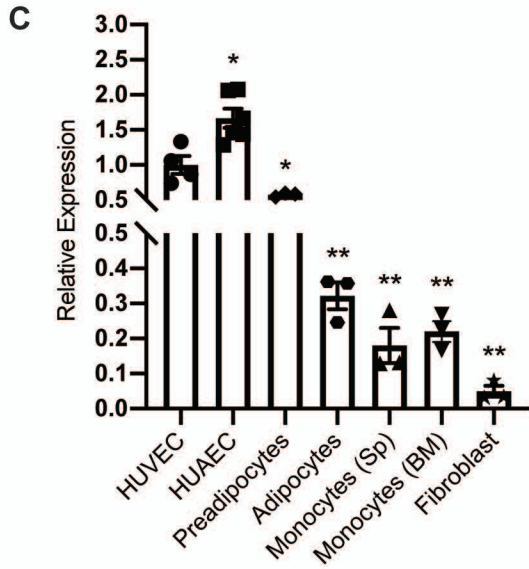 C
3.0
2.5
2.0
1.5
1.0
0.5
0.5
0.4
0.3
0.2
0.1
0.0
Relative Expression
*
*
**
**
**
**
HUVEC
HUAEC
Preadipocytes
Adipocytes
Monocytes (Sp)
Monocytes (BM)
Fibroblast